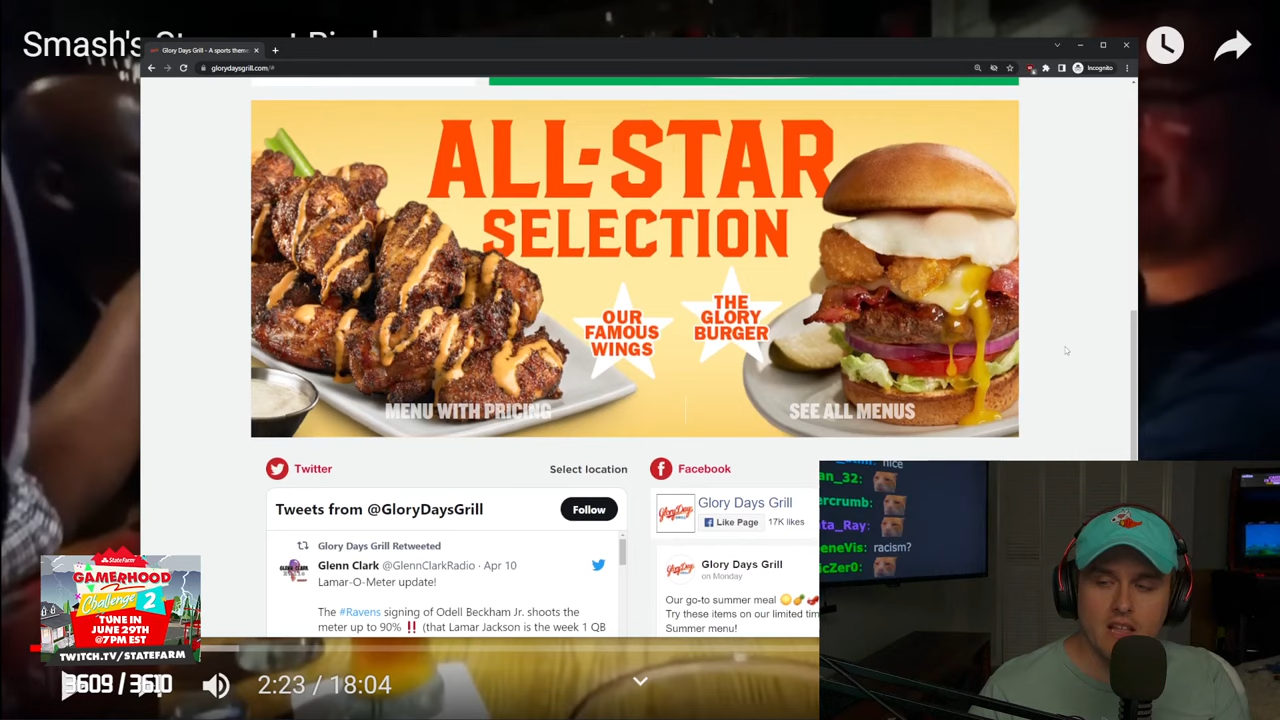 Smash's
Glory Days Grill - A sports theme
glorydaysgrill.com/#
Incognito
ALL-STAR
SELECTION
OUR
FAMOUS
WINGS
THE
GLORY
BURGER
MENU WITH PRICING
SEE ALL MENUS
Twitter
Select location
Facebook
Tweets from @GloryDaysGrill
Follow
Glory Days Grill
Like Page
17K likes
Glory Days Grill Retweeted
Glenn Clark @GlennClarkRadio · Apr 10
Lamar-O-Meter update!
The #Ravens signing of Odell Beckham Jr. shoots the
meter up to 90% ‼ (that Lamar Jackson is the week 1 QB
Glory Days Grill
on Monday
Our go-to summer meal
Try these items on our limited tim
Summer menu!
nice
an_32:
ercrumb:
ta_Ray:
eneVis: racism?
icZer0:
StateFarm
GAMERHOOD
Challenge 2
TUNE IN
JUNE 29TH
@7PM EST
TWITCH.TV/STATEFARM
3609 / 3610
2:23 / 18:04